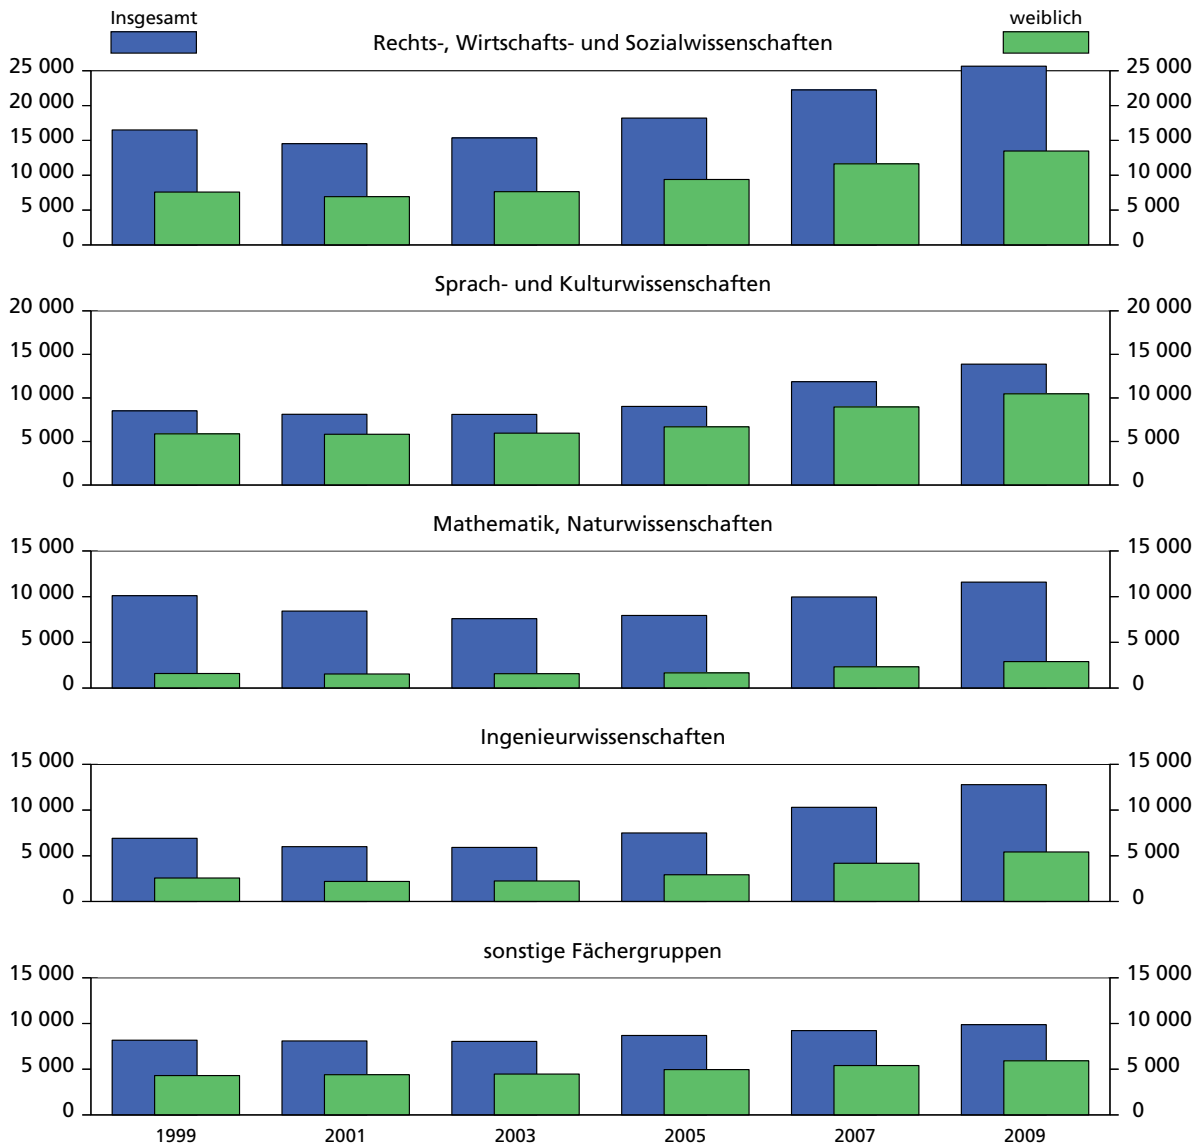 Insgesamt weiblich
Rechts-, Wirtschafts- und Sozialwissenschaften
25 000 25 000
20 000 20 000
15 000 15 000
10 000 10 000
5 000 5 000
0 0
Sprach- und Kulturwissenschaften
20 000 20 000
15 000 15 000
10 000 10 000
5 000 5 000
0 0
Mathematik, Naturwissenschaften
15 000 15 000
10 000 10 000
5 000 5 000
0 0
Ingenieurwissenschaften
15 000 15 000
10 000 10 000
5 000 5 000
0 0
sonstige Fächergruppen
15 000 15 000
10 000 10 000
5 000 5 000
0 0
1999 2001 2003 2005 2007 2009